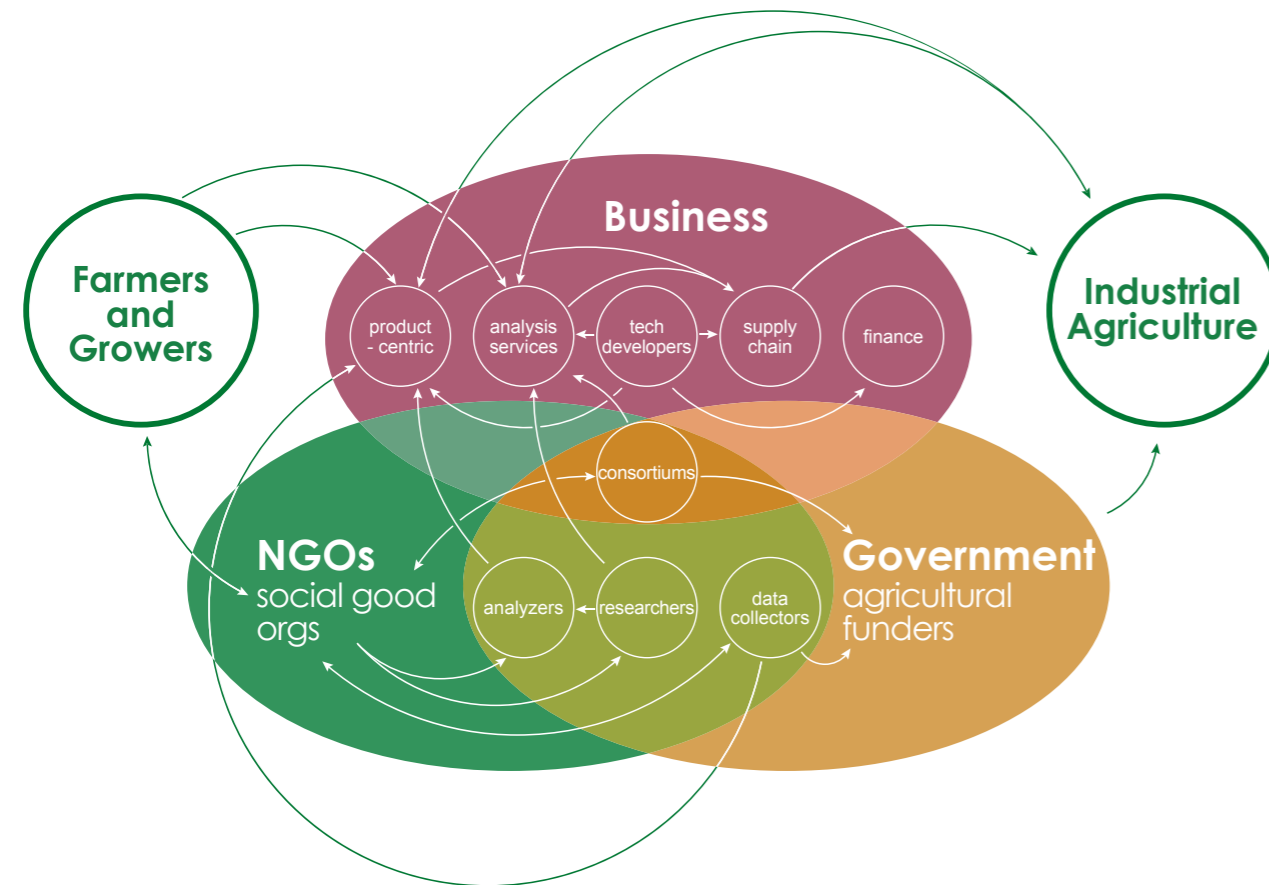 Business
Farmers
and
Growers
Industrial
Agriculture
product
- centric
analysis
services
tech
developers
supply
chain
finance
consortiums
NGOs
social good
orgs
Government
agricultural
funders
analyzers
researchers
data
collectors